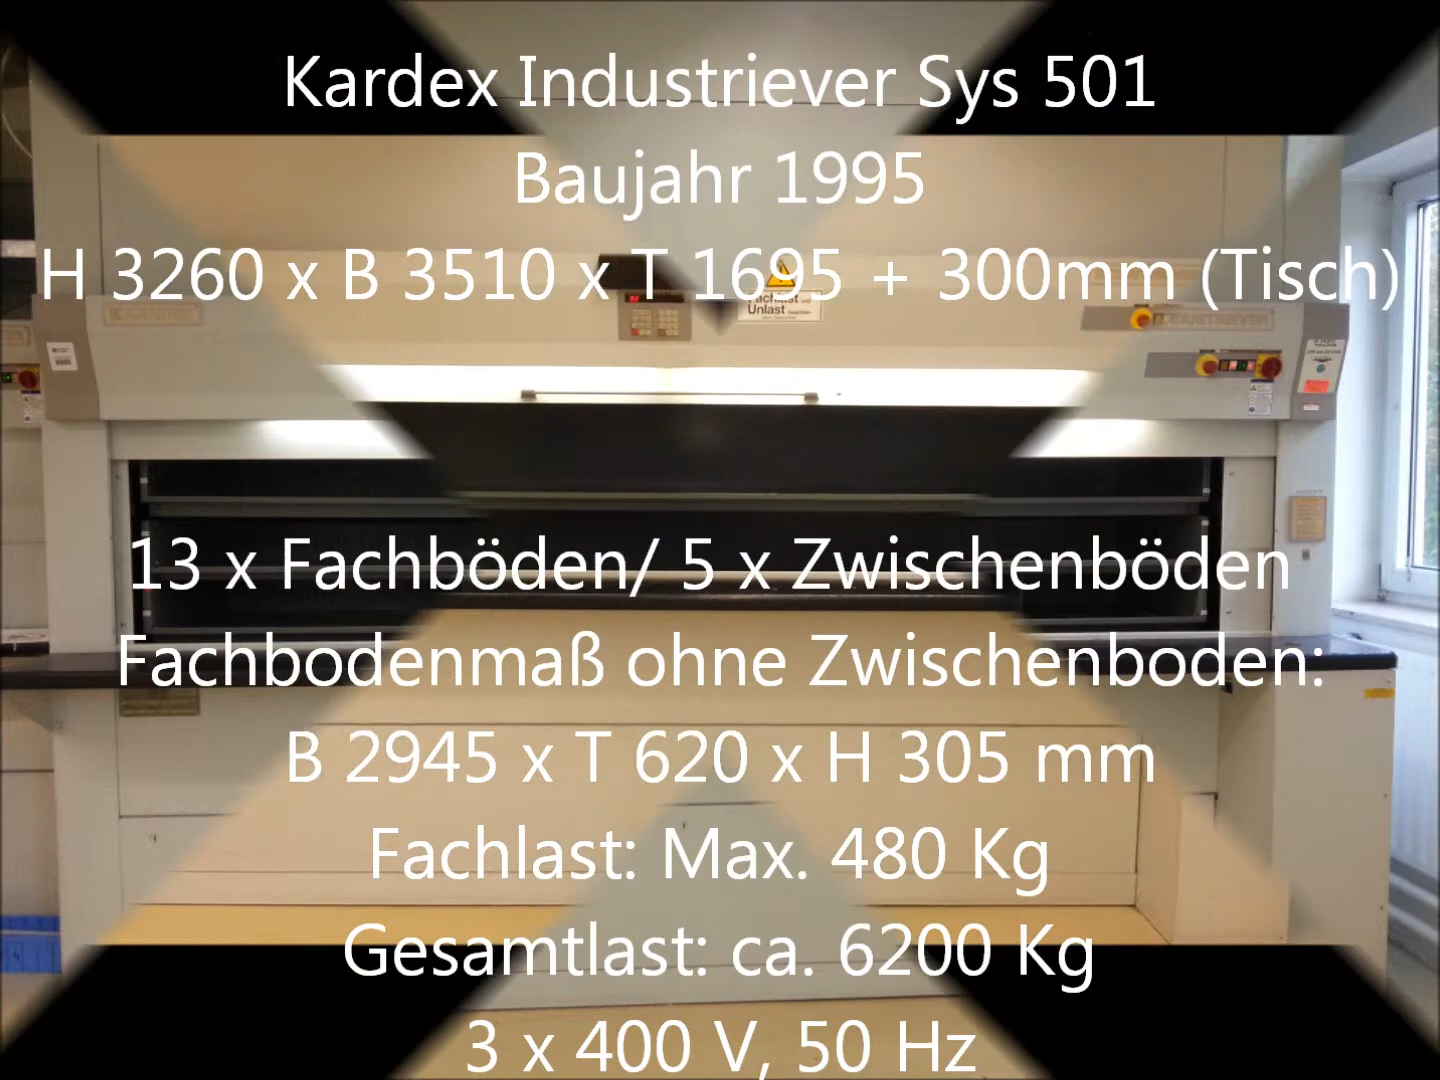 Kardex Industriever Sys 501
Baujahr 1995
H 3260 x B 3510 x T 1695 + 300mm (Tisch)
Unlast
13 x Fachböden/ 5 x Zwischenböden
Fachbodenmaß ohne Zwischenboden:
B 2945 x T 620 x H 305 mm
Fachlast: Max. 480 Kg
Gesamtlast: ca. 6200 Kg
3 x 400 V, 50 Hz